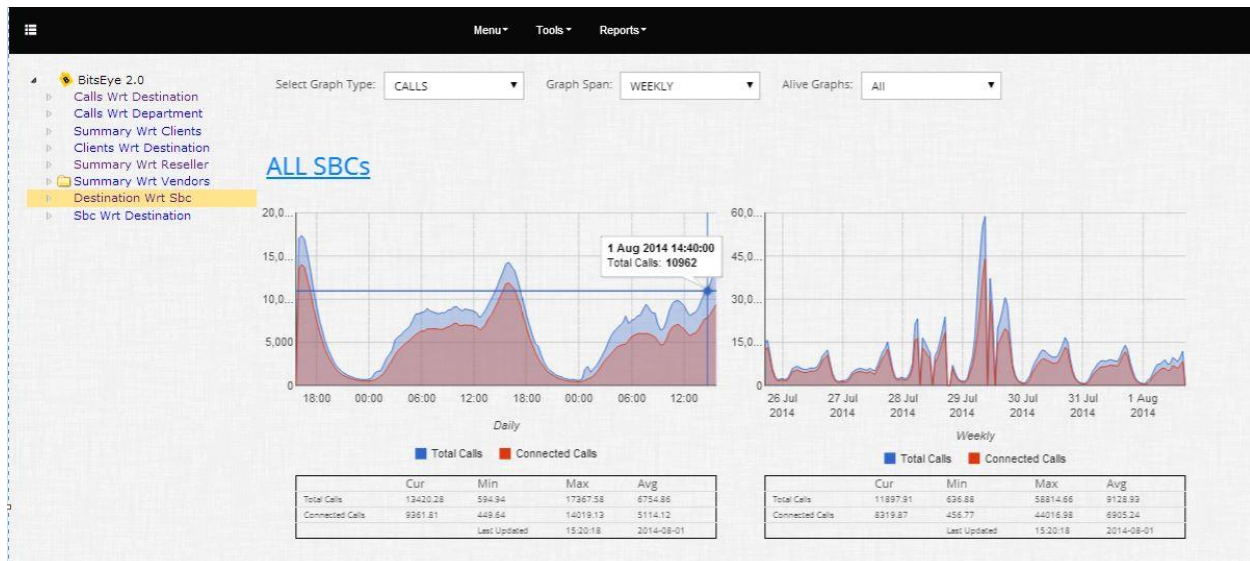 Menu Tools Reports
BitsEye 2.0
Calls Wrt Destination
Calls Wrt Department
Summary Wrt Clients
Clients Wrt Destination
Summary Wrt Reseller
Summary Wrt Vendors
Destination Wrt Sbc
Sbc Wrt Destination
Select Graph Type: CALLS Graph Span: WEEKLY Alive Graphs: All
ALL SBCs
20,0...
15,0...
10,0...
5,000
0
1 Aug 2014 14:40:00
Total Calls: 10962
18:00 00:00 06:00 12:00 18:00 00:00 06:00 12:00
Daily
Total Calls Connected Calls
Cur Min Max Avg
Total Calls 13420.28 594.94 17367.58 6754.86
Connected Calls 9361.81 449.64 14019.13 5114.12
Last Updated 15:20:18 2014-08-01
60,0...
45,0...
30,0...
15,0...
0
26 Jul 27 Jul 28 Jul 29 Jul 30 Jul 31 Jul 1 Aug
2014 2014 2014 2014 2014 2014 2014
Weekly
Total Calls Connected Calls
Cur Min Max Avg
Total Calls 11897.91 636.88 58814.66 9128.93
Connected Calls 8319.87 456.77 44016.98 6905.24
Last Updated 15:20:18 2014-08-01